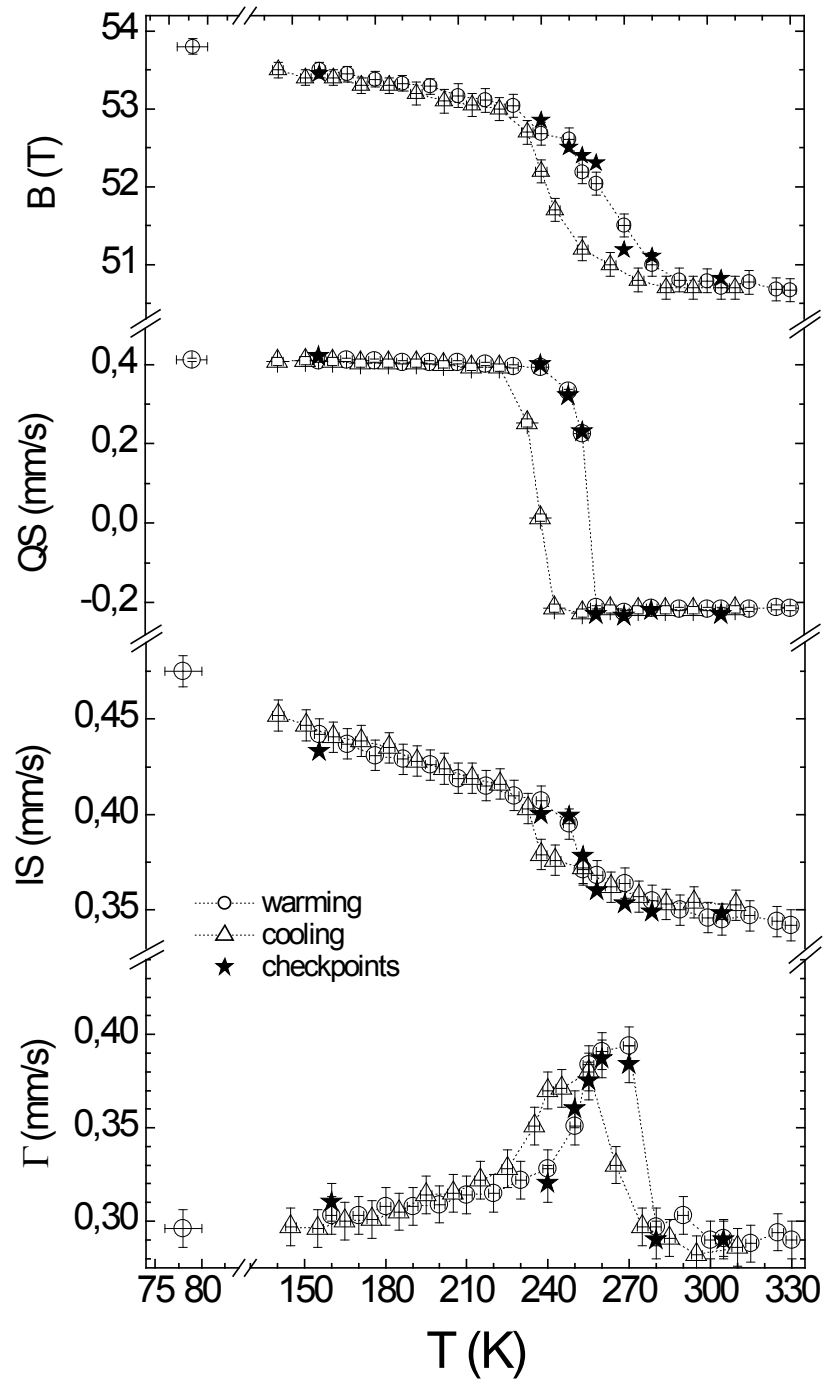 54
53
52
51
B (T)
0,4
0,2
0,0
-0,2
QS (mm/s)
0,45
0,40
0,35
IS (mm/s)
warming
cooling
checkpoints
0,40
0,35
0,30
Γ (mm/s)
75 80 150 180 210 240 270 300 330
T (K)